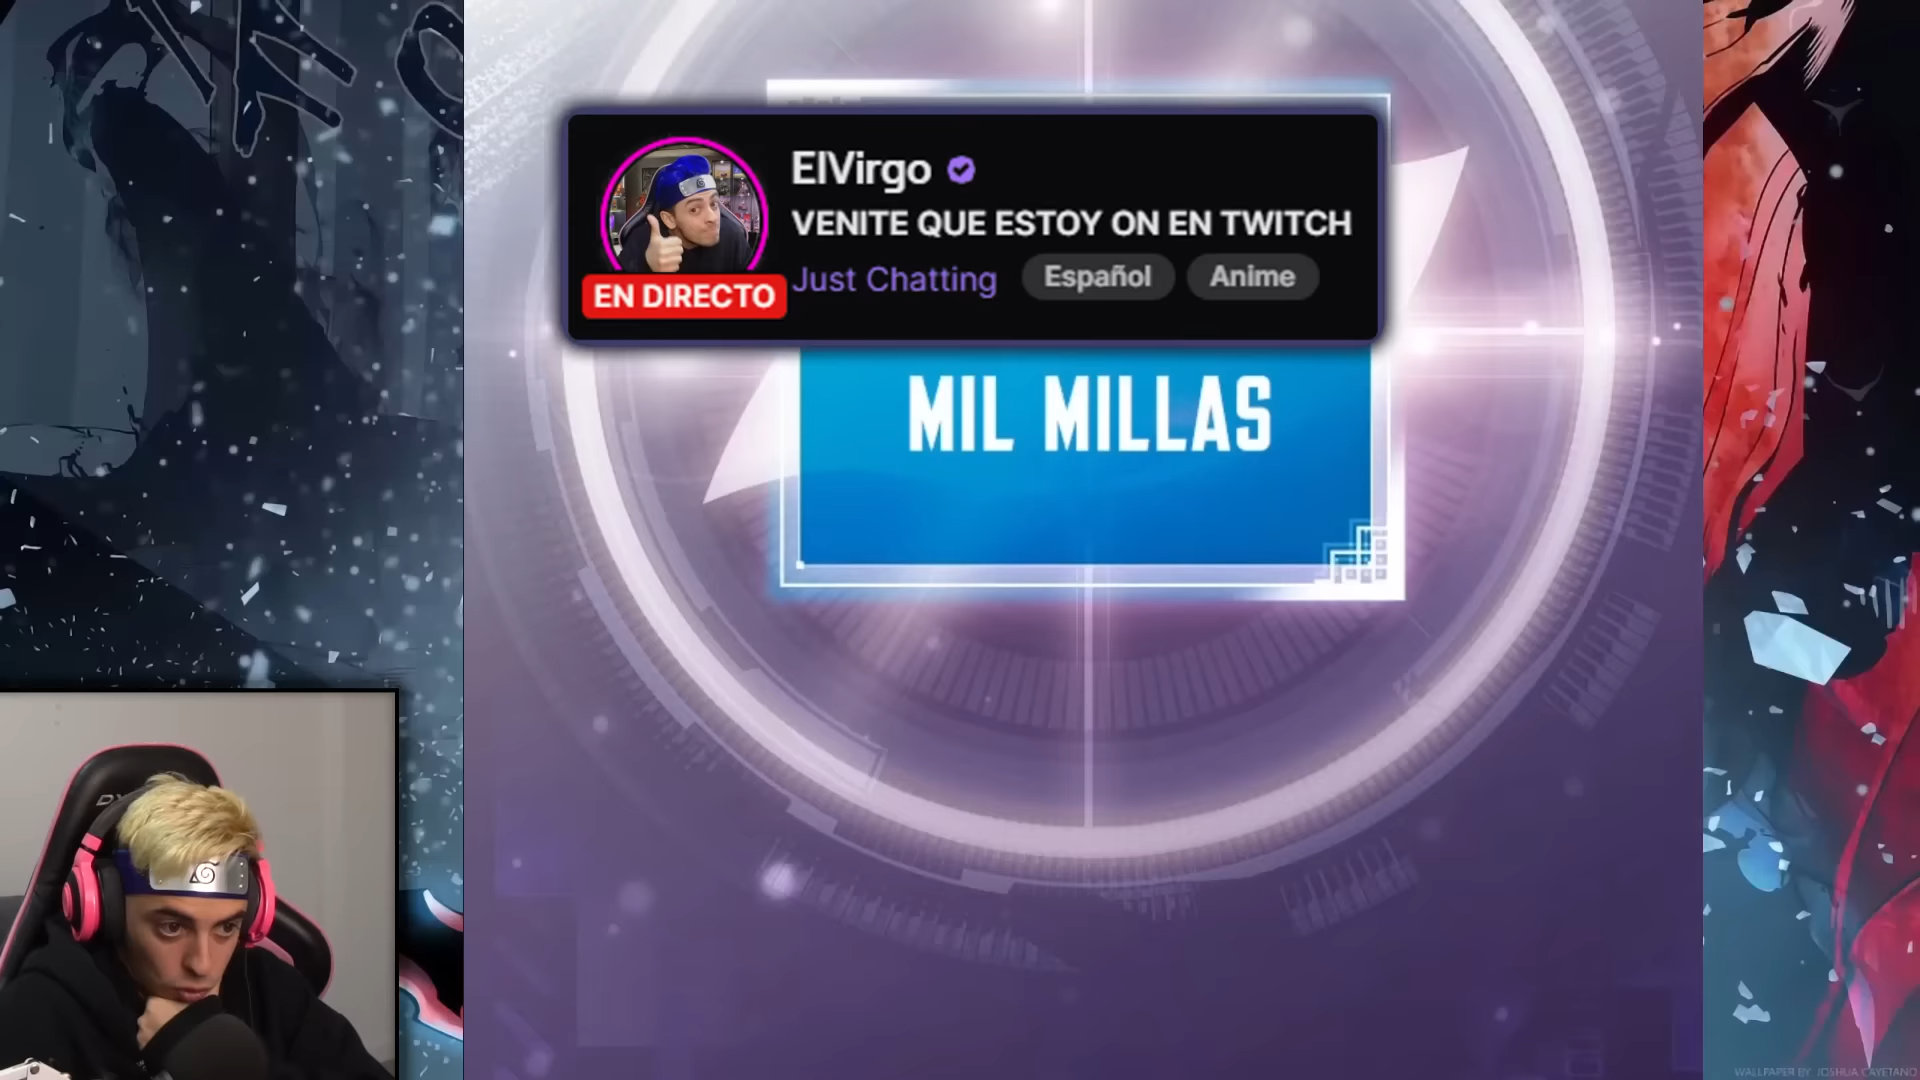 ElVirgo
VENITE QUE ESTOY ON EN TWITCH
Just Chatting Español Anime
EN DIRECTO
MIL MILLAS
WALLPAPER BY JOSHUA CAYETANO